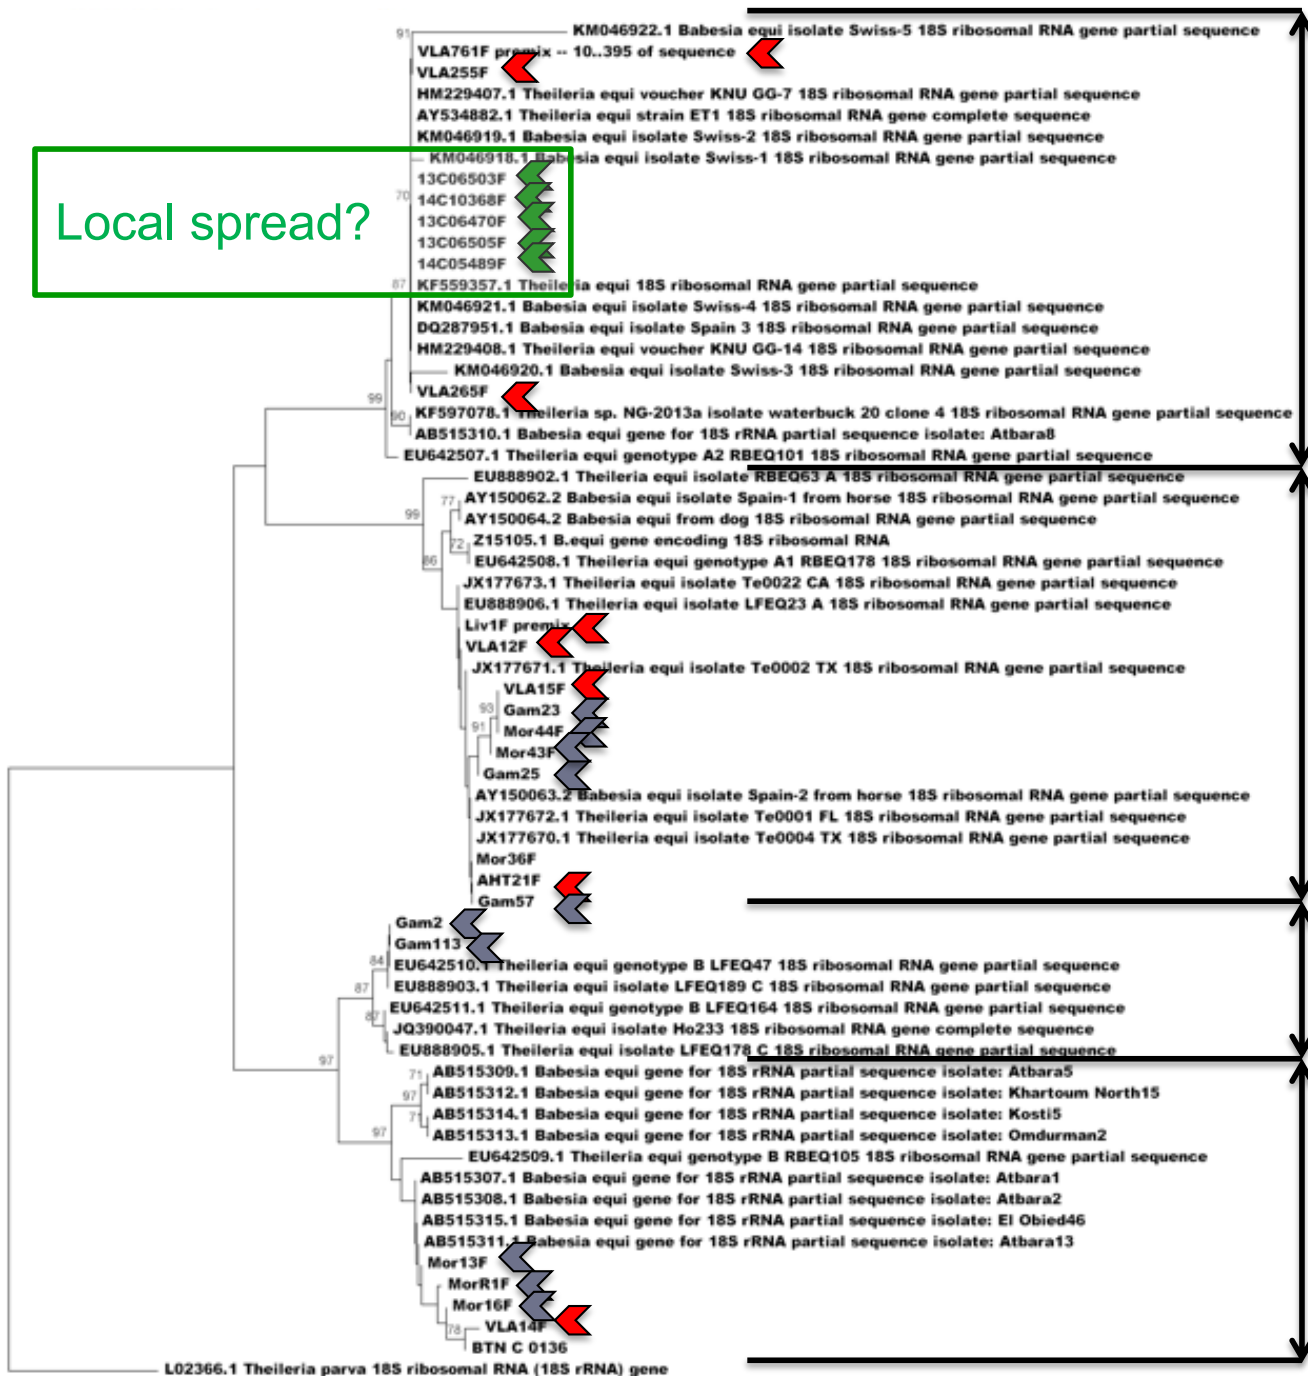 91
KM046922.1 Babesia equi isolate Swiss-5 18S ribosomal RNA gene partial sequence
VLA761F premix -- 10..395 of sequence
VLA255F
HM229407.1 Theileria equi voucher KNU GG-7 18S ribosomal RNA gene partial sequence
AY534882.1 Theileria equi strain ET1 18S ribosomal RNA gene complete sequence
KM046919.1 Babesia equi isolate Swiss-2 18S ribosomal RNA gene partial sequence
KM046918.1 Babesia equi isolate Swiss-1 18S ribosomal RNA gene partial sequence
13C06503F
70
14C10368F
Local spread?
13C06470F
13C06505F
14C05489F
87
KF559357.1 Theileria equi 18S ribosomal RNA gene partial sequence
KM046921.1 Babesia equi isolate Swiss-4 18S ribosomal RNA gene partial sequence
DQ287951.1 Babesia equi isolate Spain 3 18S ribosomal RNA gene partial sequence
HM229408.1 Theileria equi voucher KNU GG-14 18S ribosomal RNA gene partial sequence
KM046920.1 Babesia equi isolate Swiss-3 18S ribosomal RNA gene partial sequence
VLA265F
99
90
KF597078.1 Theileria sp. NG-2013a isolate waterbuck 20 clone 4 18S ribosomal RNA gene partial sequence
AB515310.1 Babesia equi gene for 18S rRNA partial sequence isolate: Atbara8
EU642507.1 Theileria equi genotype A2 RBEQ101 18S ribosomal RNA gene partial sequence
EU888902.1 Theileria equi isolate RBEQ63 A 18S ribosomal RNA gene partial sequence
77
AY150062.2 Babesia equi isolate Spain-1 from horse 18S ribosomal RNA gene partial sequence
99
AY150064.2 Babesia equi from dog 18S ribosomal RNA gene partial sequence
72
Z15105.1 B.equi gene encoding 18S ribosomal RNA
86
EU642508.1 Theileria equi genotype A1 RBEQ178 18S ribosomal RNA gene partial sequence
JX177673.1 Theileria equi isolate Te0022 CA 18S ribosomal RNA gene partial sequence
EU888906.1 Theileria equi isolate LFEQ23 A 18S ribosomal RNA gene partial sequence
Liv1F premix
VLA12F
JX177671.1 Theileria equi isolate Te0002 TX 18S ribosomal RNA gene partial sequence
VLA15F
93
Gam23
91
Mor44F
Mor43F
Gam25
AY150063.2 Babesia equi isolate Spain-2 from horse 18S ribosomal RNA gene partial sequence
JX177672.1 Theileria equi isolate Te0001 FL 18S ribosomal RNA gene partial sequence
JX177670.1 Theileria equi isolate Te0004 TX 18S ribosomal RNA gene partial sequence
Mor36F
AHT21F
Gam57
Gam2
Gam113
84
EU642510.1 Theileria equi genotype B LFEQ47 18S ribosomal RNA gene partial sequence
87
EU888903.1 Theileria equi isolate LFEQ189 C 18S ribosomal RNA gene partial sequence
87
EU642511.1 Theileria equi genotype B LFEQ164 18S ribosomal RNA gene partial sequence
JQ390047.1 Theileria equi isolate Ho233 18S ribosomal RNA gene complete sequence
EU888905.1 Theileria equi isolate LFEQ178 C 18S ribosomal RNA gene partial sequence
97
71
AB515309.1 Babesia equi gene for 18S rRNA partial sequence isolate: Atbara5
97
AB515312.1 Babesia equi gene for 18S rRNA partial sequence isolate: Khartoum North15
71
AB515314.1 Babesia equi gene for 18S rRNA partial sequence isolate: Kosti5
97
AB515313.1 Babesia equi gene for 18S rRNA partial sequence isolate: Omdurman2
EU642509.1 Theileria equi genotype B RBEQ105 18S ribosomal RNA gene partial sequence
AB515307.1 Babesia equi gene for 18S rRNA partial sequence isolate: Atbara1
AB515308.1 Babesia equi gene for 18S rRNA partial sequence isolate: Atbara2
AB515315.1 Babesia equi gene for 18S rRNA partial sequence isolate: El Obied46
AB515311.1 Babesia equi gene for 18S rRNA partial sequence isolate: Atbara13
Mor13F
MorR1F
Mor16F
78
VLA14F
BTN C 0136
L02366.1 Theileria parva 18S ribosomal RNA (18S rRNA) gene